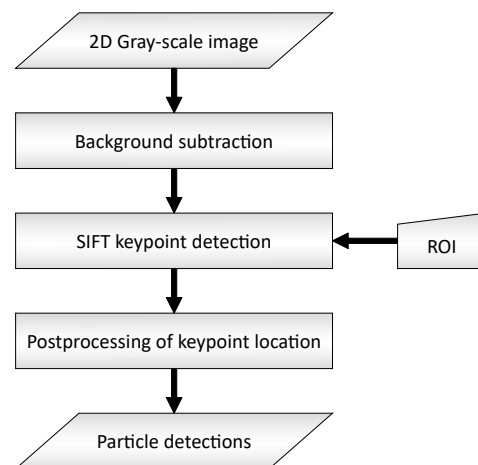 2D Gray-scale image
Background subtraction
SIFT keypoint detection
ROI
Postprocessing of keypoint location
Particle detections